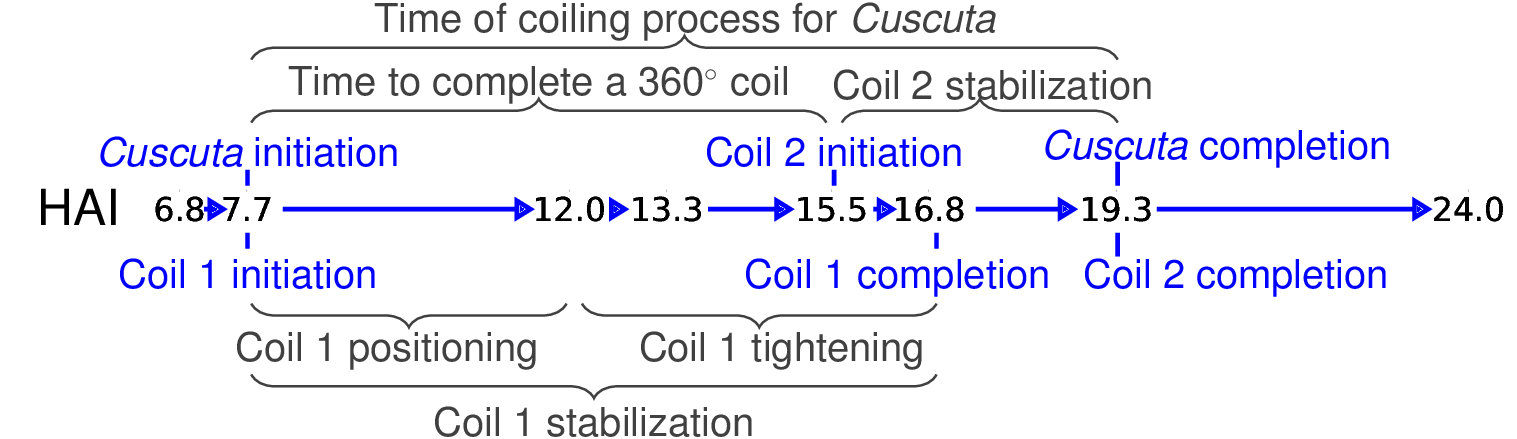 Time of coiling process for Cuscuta
Time to complete a 360° coil
Coil 2 stabilization
Cuscuta initiation
Coil 2 initiation
Cuscuta completion
HAI 6.8 7.7 12.0 13.3 15.5 16.8 19.3 24.0
Coil 1 initiation
Coil 1 completion
Coil 2 completion
Coil 1 positioning
Coil 1 tightening
Coil 1 stabilization